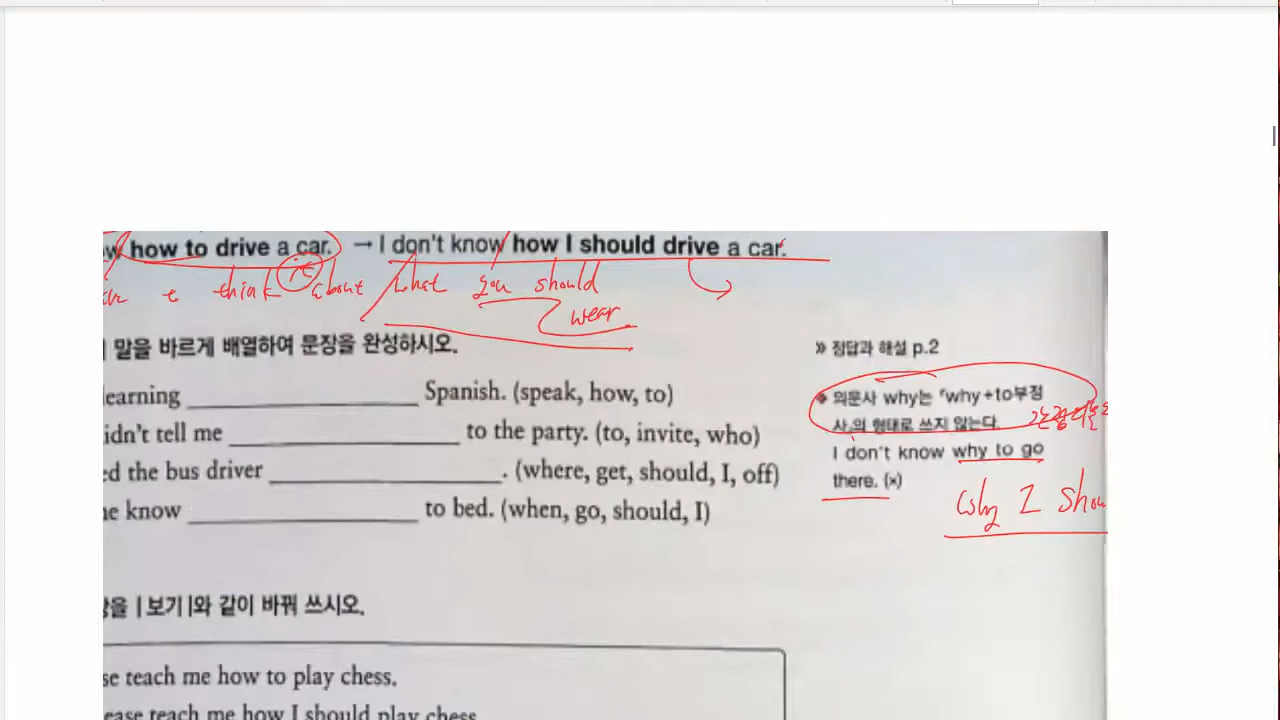 how to drive a car. → I don't know how I should drive a car.
think it about what you should
wear
말을 바르게 배열하여 문장을 완성하시오.
earning ____________ Spanish. (speak, how, to)
idn't tell me ____________ to the party. (to, invite, who)
ed the bus driver ____________. (where, get, should, I, off)
e know ____________ to bed. (when, go, should, I)
» 정답과 해설 p.2
의문사 why는 「why+to부정
사」의 형태로 쓰지 않는다.
I don't know why to go
there. (×)
why I shou
을 |보기|와 같이 바꿔 쓰시오.
se teach me how to play chess.
ease teach me how I should play chess